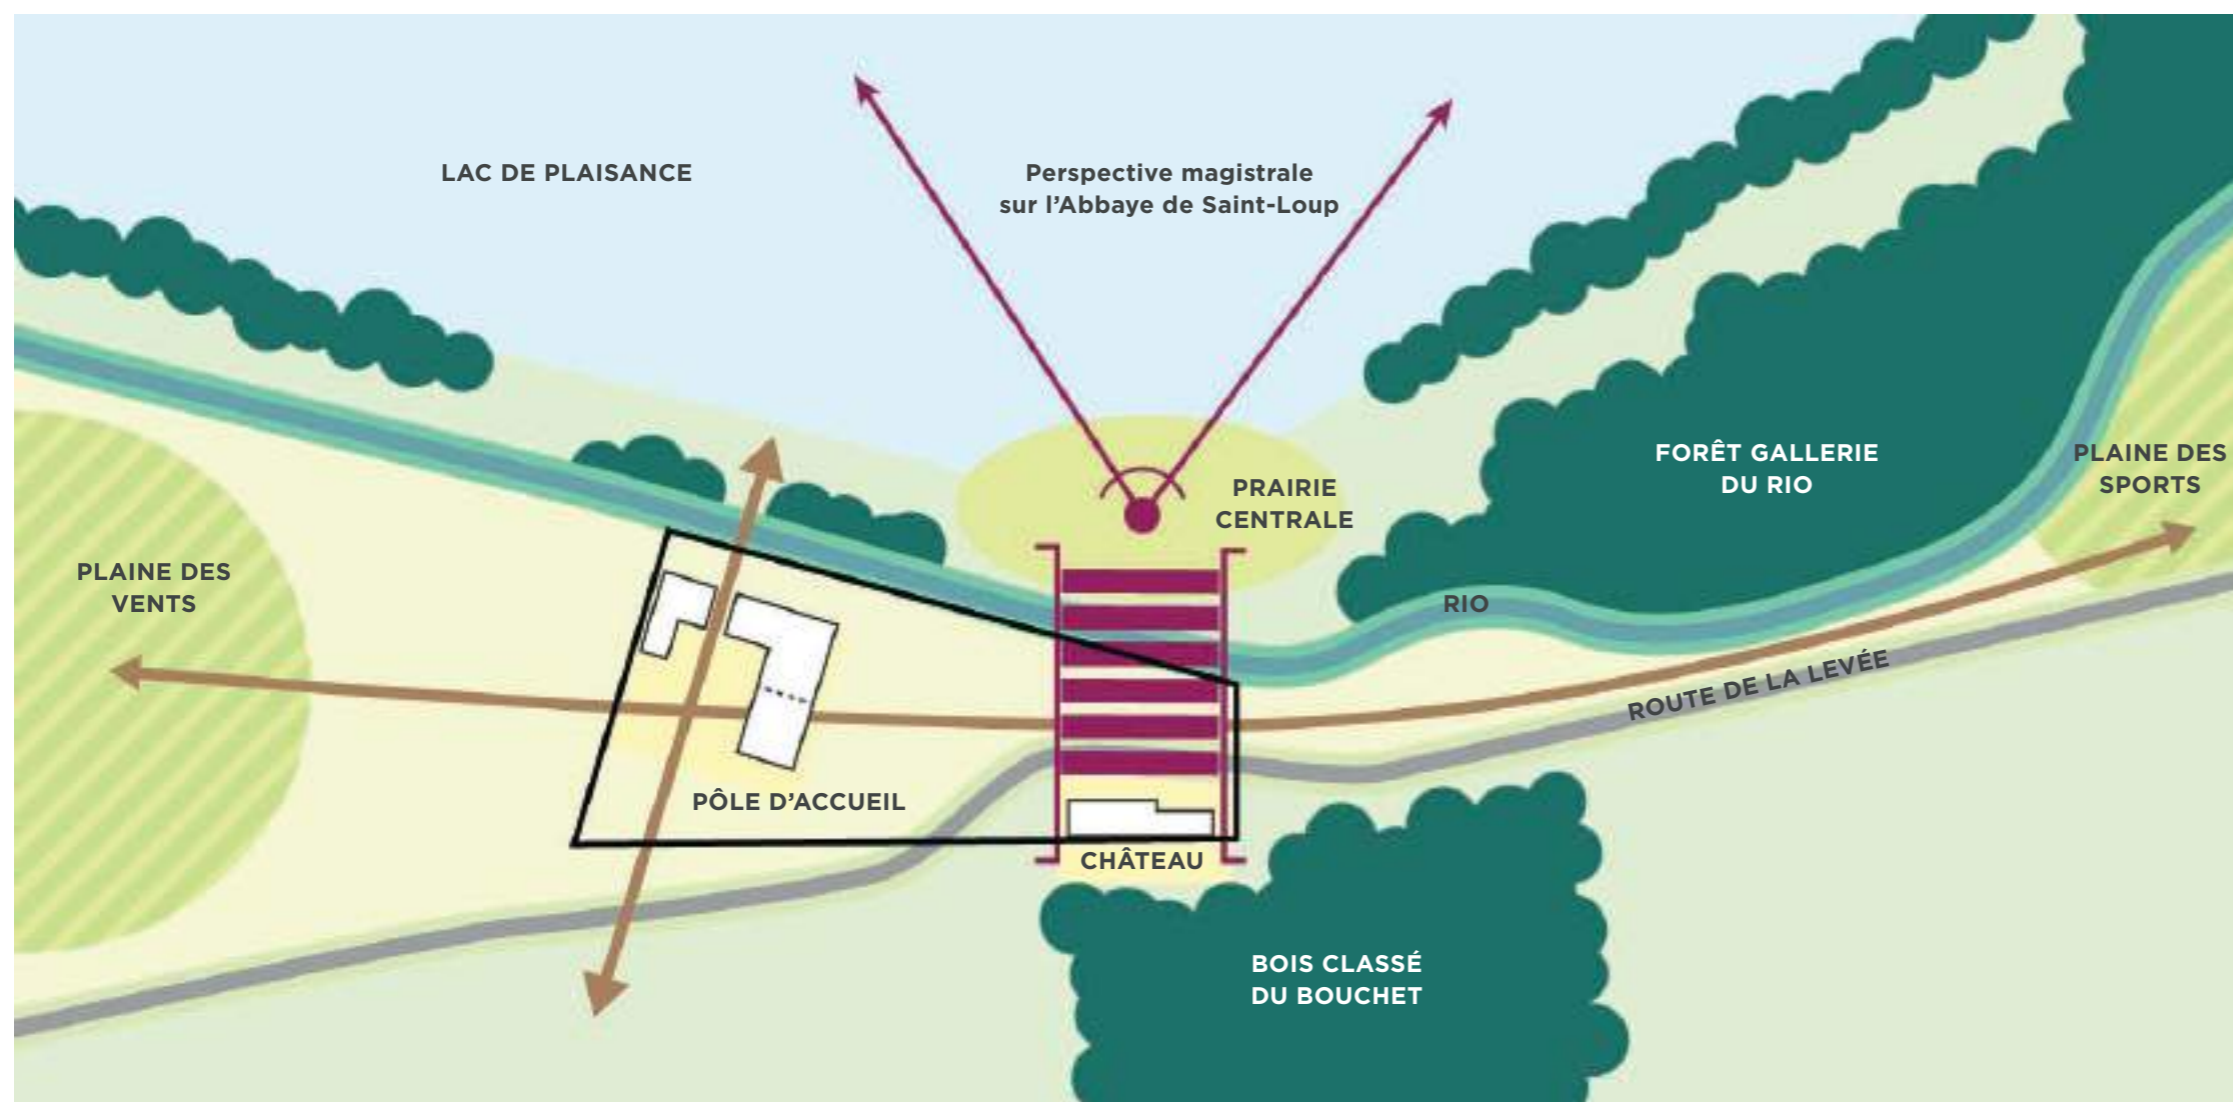 LAC DE PLAISANCE
Perspective magistrale
sur l’Abbaye de Saint-Loup
PRAIRIE
CENTRALE
FORÊT GALLERIE
DU RIO
PLAINE DES
SPORTS
PLAINE DES
VENTS
RIO
ROUTE DE LA LEVÉE
PÔLE D’ACCUEIL
CHÂTEAU
BOIS CLASSÉ
DU BOUCHET